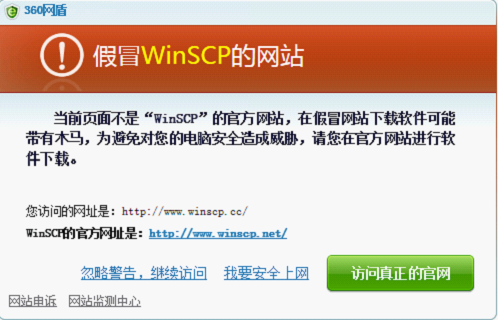 360网盾
假冒WinSCP的网站
当前页面不是“WinSCP”的官方网站，在假冒网站下载软件可能
带有木马，为避免对您的电脑安全造成威胁，请您在官方网站进行软
件下载。
您访问的网址是：http://www.winscp.cc/
WinSCP的官方网址是：http://www.winscp.net/
忽略警告，继续访问 我要安全上网 访问真正的官网
网站申诉 网站监测中心